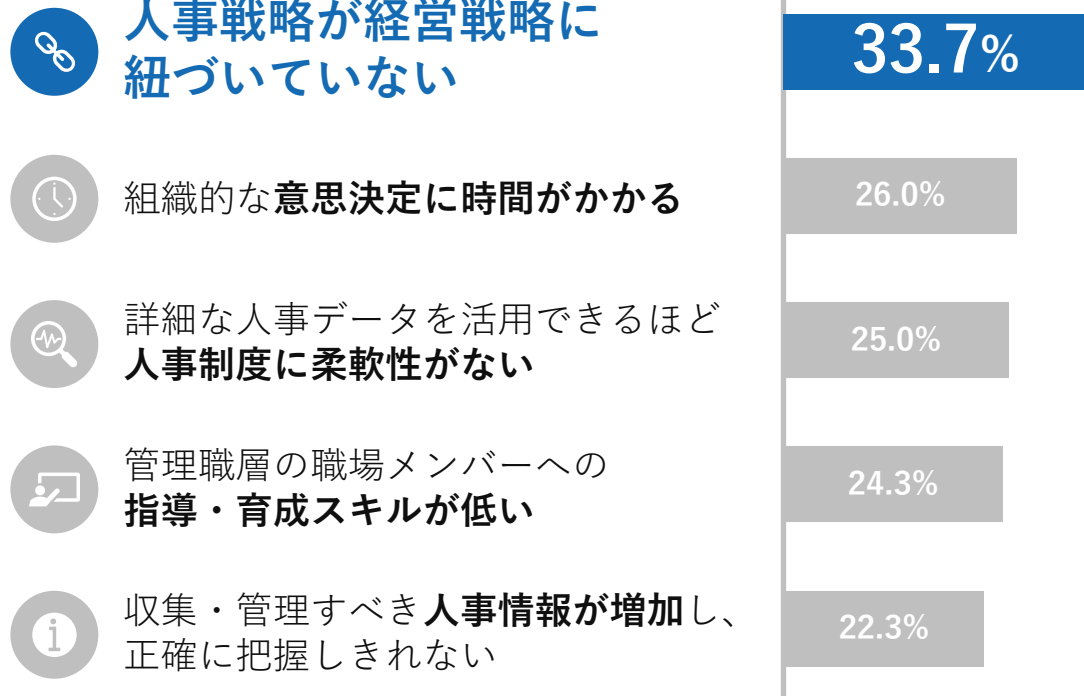 人事戦略が経営戦略に
紐づいていない
33.7%
組織的な意思決定に時間がかかる
26.0%
詳細な人事データを活用できるほど
人事制度に柔軟性がない
25.0%
管理職層の職場メンバーへの
指導・育成スキルが低い
24.3%
収集・管理すべき人事情報が増加し、
正確に把握しきれない
22.3%